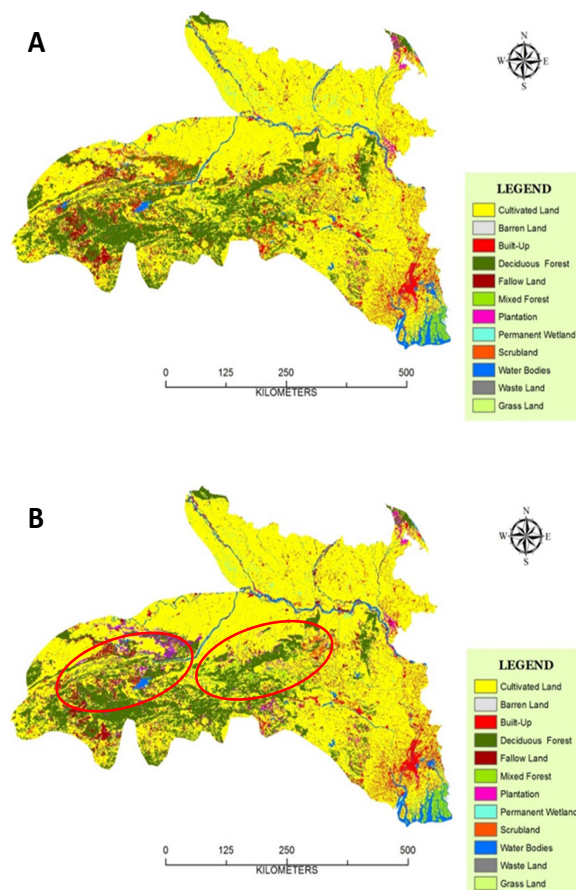 A
N
W E
S
LEGEND
Cultivated Land
Barren Land
Built-Up
Deciduous Forest
Fallow Land
Mixed Forest
Plantation
Permanent Wetland
Scrubland
Water Bodies
Waste Land
Grass Land
0 125 250 500
KILOMETERS
B
N
W E
S
LEGEND
Cultivated Land
Barren Land
Built-Up
Deciduous Forest
Fallow Land
Mixed Forest
Plantation
Permanent Wetland
Scrubland
Water Bodies
Waste Land
Grass Land
0 125 250 500
KILOMETERS